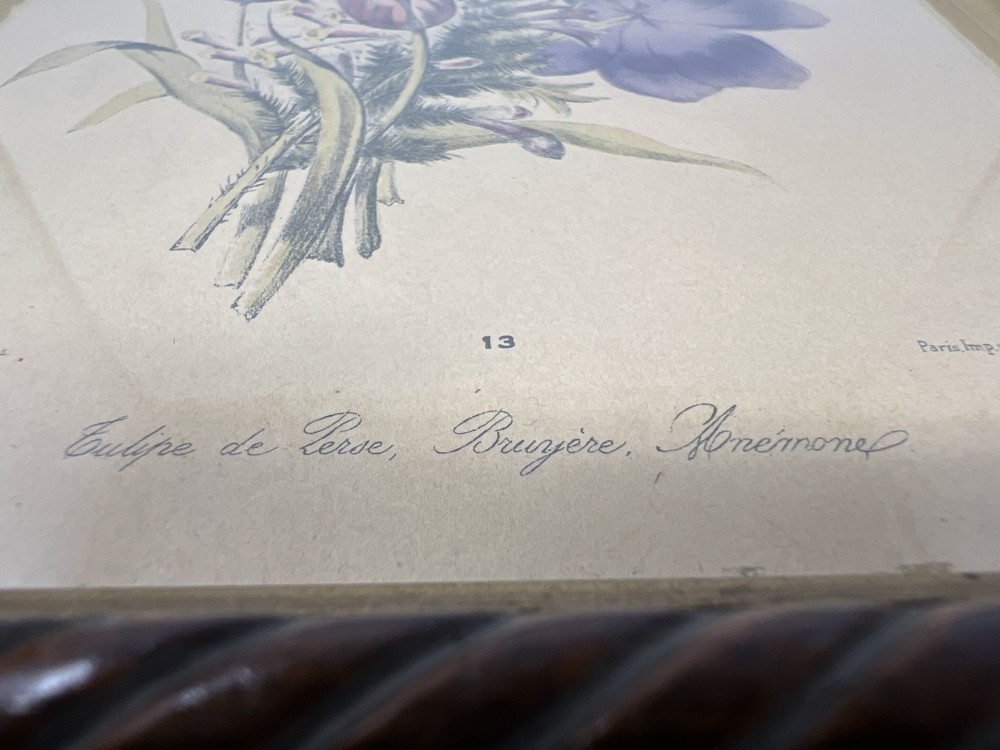 13
Paris, Imp.
Tulipe de Perse, Bruyère, Anémone